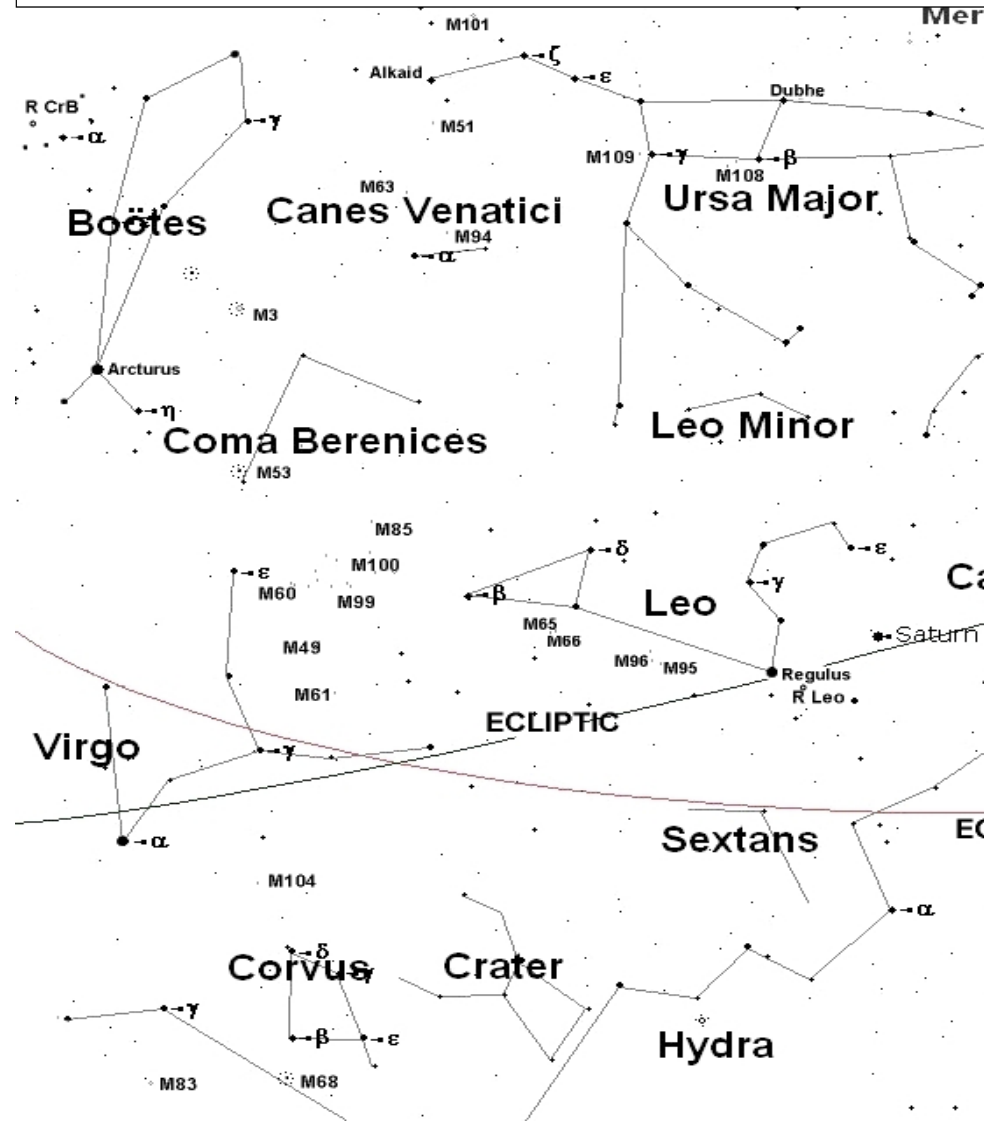 Mer
M101
ζ
Alkaid
ε
Dubhe
R CrB
α
γ
M51
M109
γ
β
M108
M63
Ursa Major
Canes Venatici
Boötes
M94
α
M3
Arcturus
η
Leo Minor
Coma Berenices
M53
M85
δ
ε
M100
ε
M60
M99
γ
Ca
β
Leo
M65
M66
Saturn
M49
M96
M95
Regulus
M61
R Leo
ECLIPTIC
Virgo
γ
Sextans
EC
α
M104
α
δ
Corvus
γ
Crater
γ
β
ε
Hydra
M83
M68